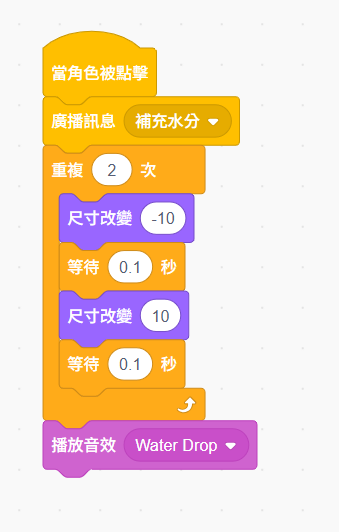 當角色被點擊
廣播訊息 補充水分
重複 2 次
尺寸改變 -10
等待 0.1 秒
尺寸改變 10
等待 0.1 秒
播放音效 Water Drop